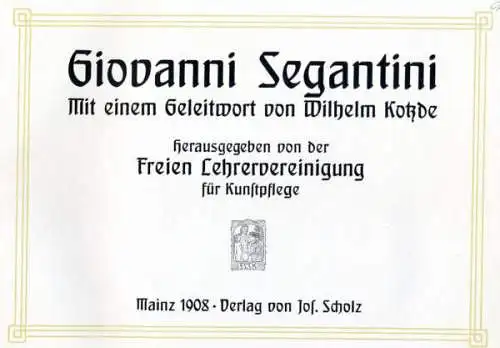 Giovanni Segantini
Mit einem Geleitwort von Wilhelm Kotzde
Herausgegeben von der
Freien Lehrervereinigung
für Kunſtpflege
Mainz 1908 · Verlag von Joſ. Scholz